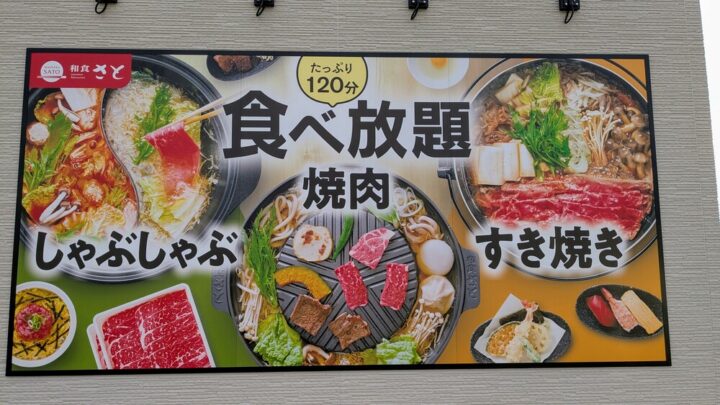 SATO
和食さと
たっぷり
120分
食べ放題
焼肉
しゃぶしゃぶ
すき焼き